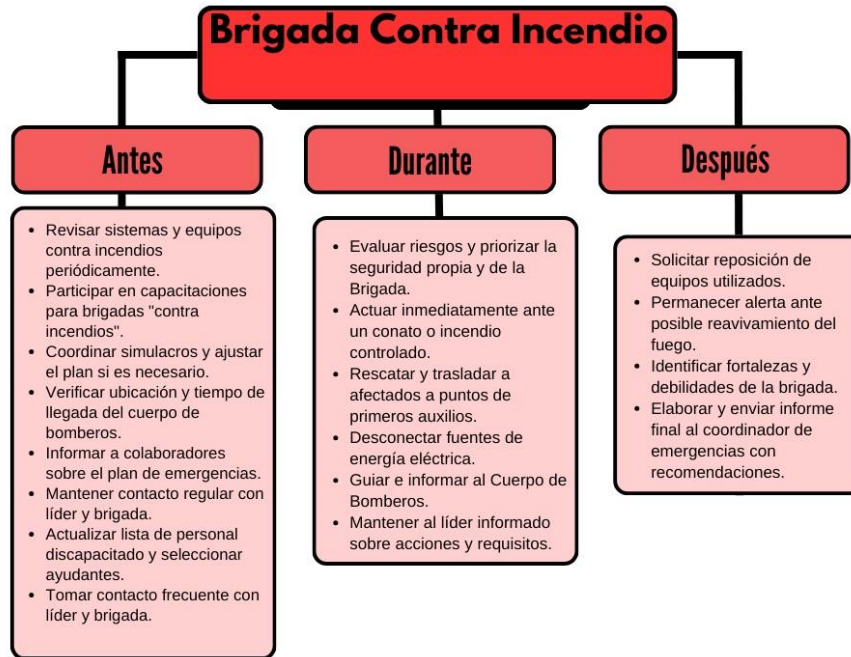 Brigada Contra Incendio
Antes
• Revisar sistemas y equipos
contra incendios
periódicamente.
• Participar en capacitaciones
para brigadas "contra
incendios".
• Coordinar simulacros y ajustar
el plan si es necesario.
• Verificar ubicación y tiempo de
llegada del cuerpo de
bomberos.
• Informar a colaboradores
sobre el plan de emergencias.
• Mantener contacto regular con
líder y brigada.
• Actualizar lista de personal
discapacitado y seleccionar
ayudantes.
• Tomar contacto frecuente con
líder y brigada.
Durante
• Evaluar riesgos y priorizar la
seguridad propia y de la
Brigada.
• Actuar inmediatamente ante
un conato o incendio
controlado.
• Rescatar y trasladar a
afectados a puntos de
primeros auxilios.
• Desconectar fuentes de
energía eléctrica.
• Guiar e informar al Cuerpo de
Bomberos.
• Mantener al líder informado
sobre acciones y requisitos.
Después
• Solicitar reposición de
equipos utilizados.
• Permanecer alerta ante
posible reavivamiento del
fuego.
• Identificar fortalezas y
debilidades de la brigada.
• Elaborar y enviar informe
final al coordinador de
emergencias con
recomendaciones.